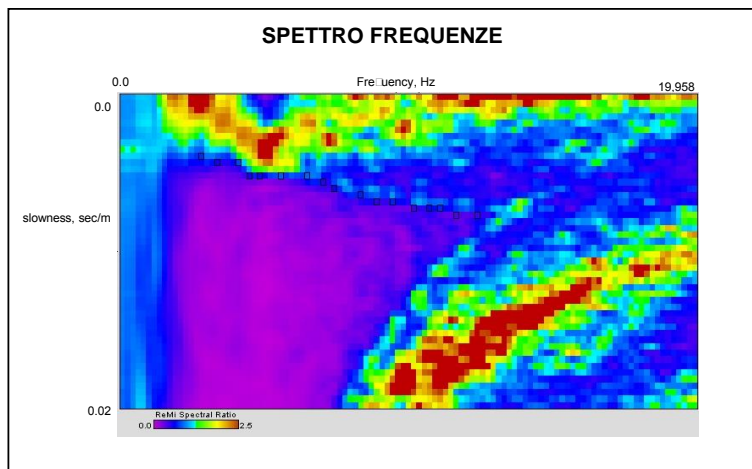 SPETTRO FREQUENZE
0.0 Fre□uency, Hz 19,958
0.0
slowness, sec/m
0.02
ReMi Spectral Ratio
0.0 2.5